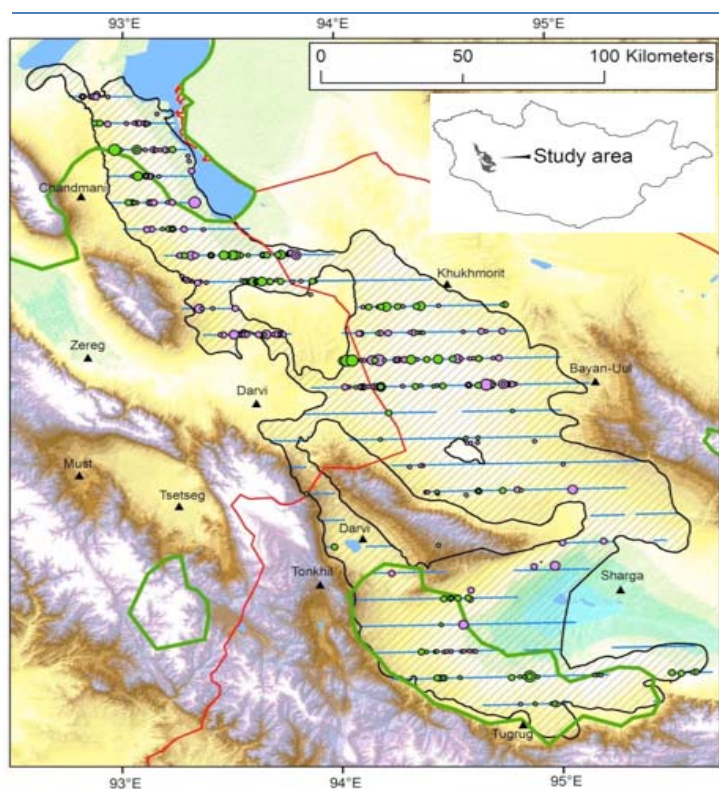 93°E 94°E 95°E
0 50 100 Kilometers
Study area
Chandmani
Khukhmorit
Zereg
Bayan-Uul
Darvi
Must
Tsetseg
Darvi
Tonkhil
Sharga
Tugrug
93°E 94°E 95°E